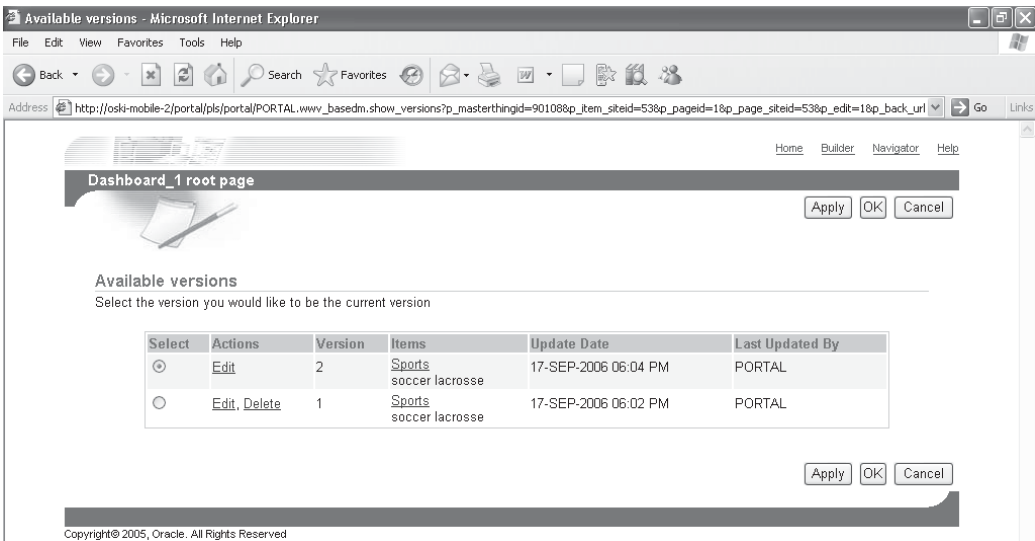 Available versions - Microsoft Internet Explorer
File Edit View Favorites Tools Help
Back Search Favorites
Address http://oski-mobile-2/portal/pls/portal/PORTAL.wwv_basedm.show_versions?p_masterthingid=90108&p_item_siteid=53&p_pageid=1&p_page_siteid=53&p_edit=1&p_back_url Go Links
Home Builder Navigator Help
Dashboard_1 root page
Apply OK Cancel
Available versions
Select the version you would like to be the current version
Select Actions Version Items Update Date Last Updated By
Edit 2 Sports 17-SEP-2006 06:04 PM PORTAL
soccer lacrosse
Edit, Delete 1 Sports 17-SEP-2006 06:02 PM PORTAL
soccer lacrosse
Apply OK Cancel
Copyright© 2005, Oracle. All Rights Reserved